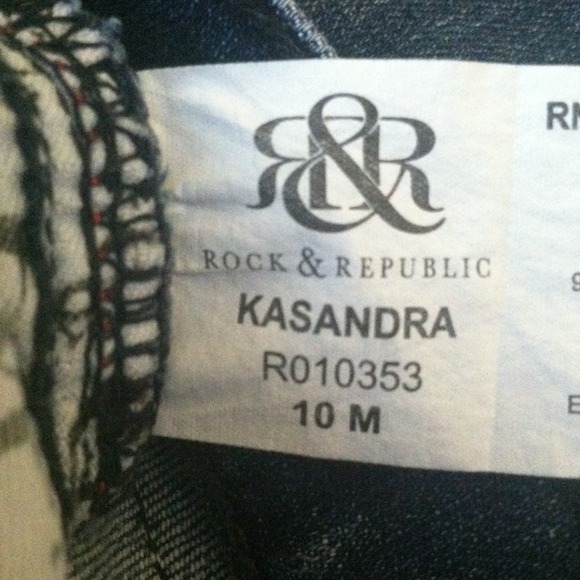 R&R
ROCK & REPUBLIC
KASANDRA
R010353
10 M